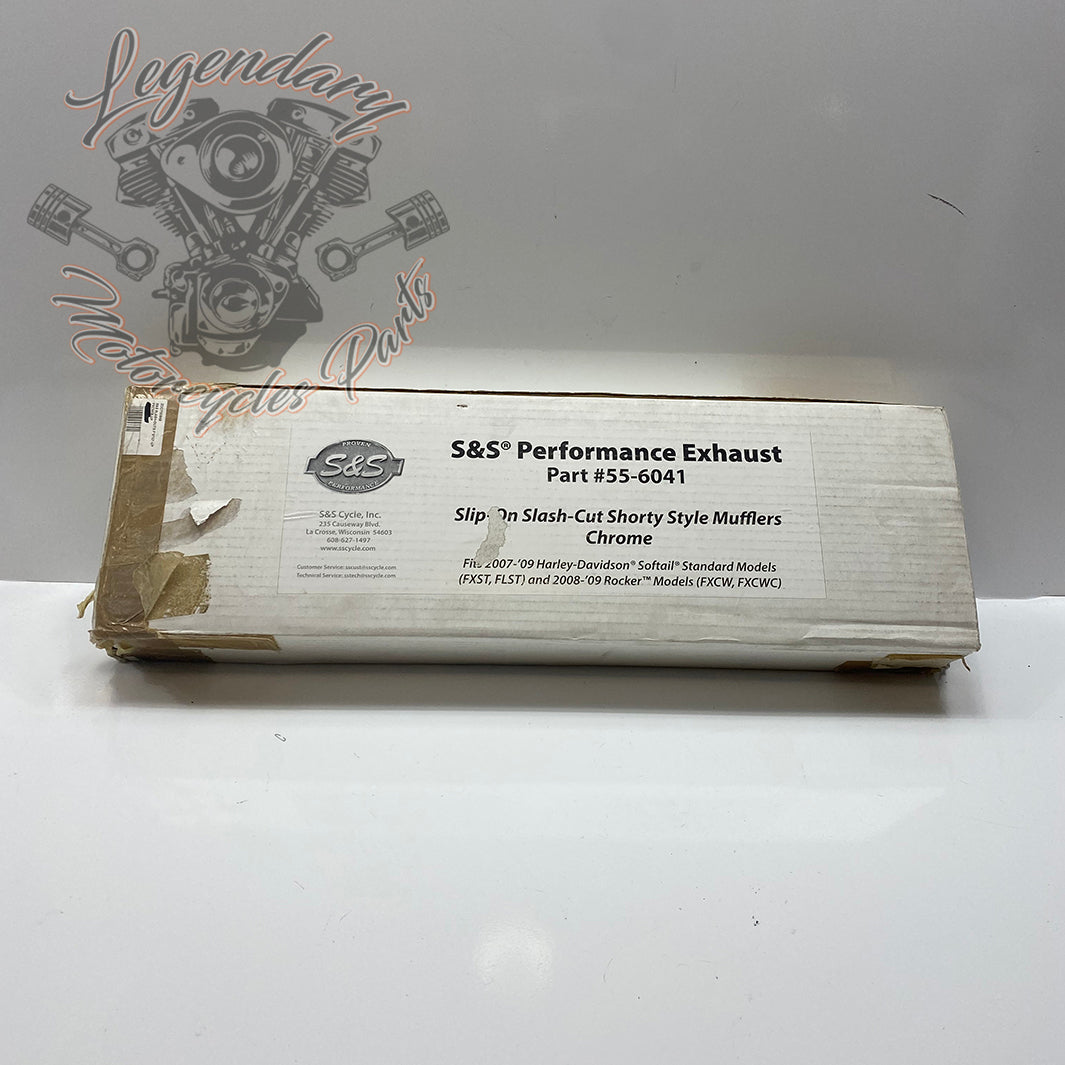 Legendary
Motorcycles Parts
PROVEN
S&S
PERFORMANCE
S&S® Performance Exhaust
Part #55-6041
S&S Cycle, Inc.
235 Causeway Blvd.
La Crosse, Wisconsin 54603
608-627-1497
www.sscycle.com
Customer Service: sscust@sscycle.com
Technical Service: sstech@sscycle.com
Slip-On Slash-Cut Shorty Style Mufflers
Chrome
Fits 2007-'09 Harley-Davidson® Softail® Standard Models
(FXST, FLST) and 2008-'09 Rocker™ Models (FXCW, FXCWC)